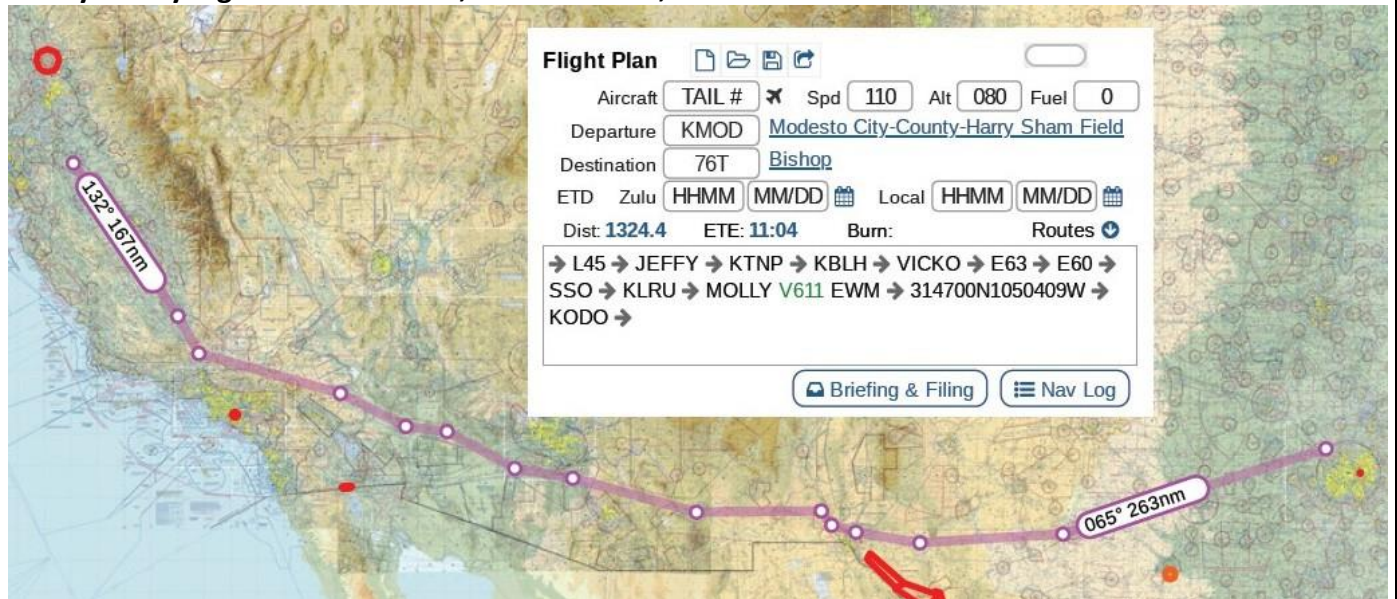 Flight Plan
Aircraft TAIL # Spd 110 Alt 080 Fuel 0
Departure KMOD Modesto City-County-Harry Sham Field
Destination 76T Bishop
ETD Zulu HHMM MM/DD Local HHMM MM/DD
Dist: 1324.4 ETE: 11:04 Burn: Routes
➔ L45 ➔ JEFFY ➔ KTNP ➔ KBLH ➔ VICKO ➔ E63 ➔ E60 ➔
SSO ➔ KLRU ➔ MOLLY V611 EWM ➔ 314700N1050409W ➔
KODO ➔
Briefing & Filing Nav Log
132° 167nm
065° 263nm